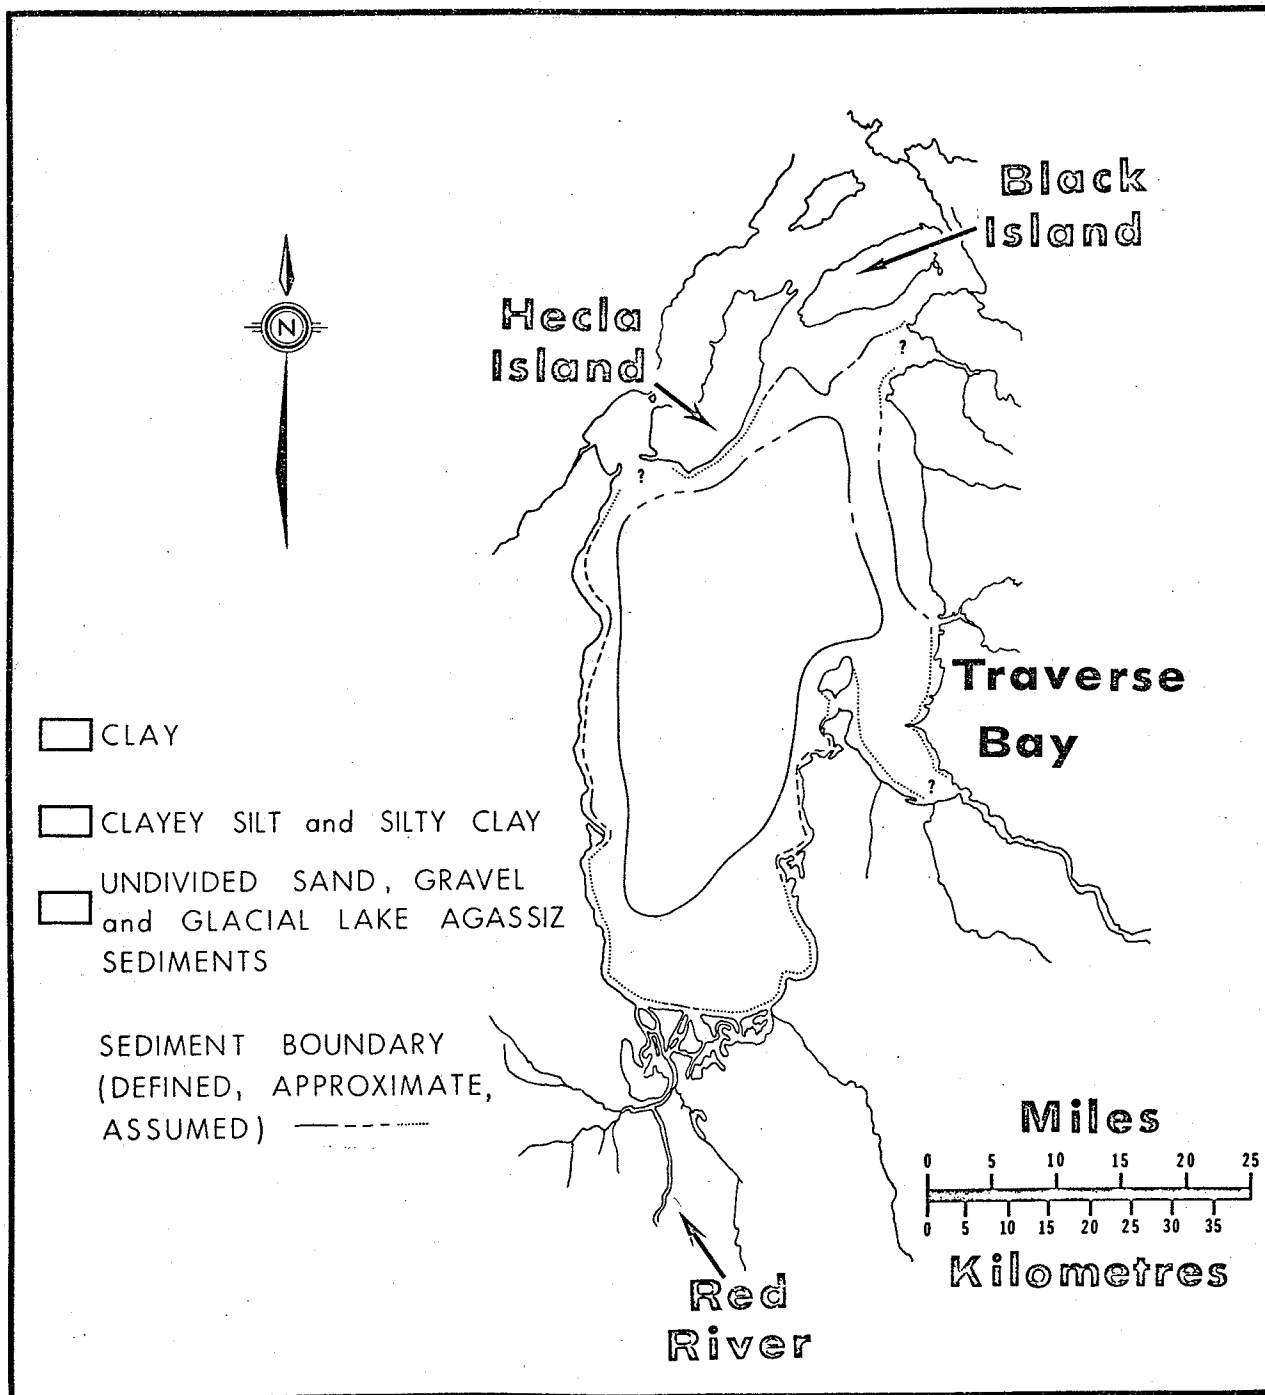 Black
Island
N
Hecla
Island
?
?
Traverse
Bay
?
CLAY
CLAYEY SILT and SILTY CLAY
UNDIVIDED SAND, GRAVEL
and GLACIAL LAKE AGASSIZ
SEDIMENTS
SEDIMENT BOUNDARY
(DEFINED, APPROXIMATE,
ASSUMED)
Miles
0 5 10 15 20 25
0 5 10 15 20 25 30 35
Kilometres
Red
River